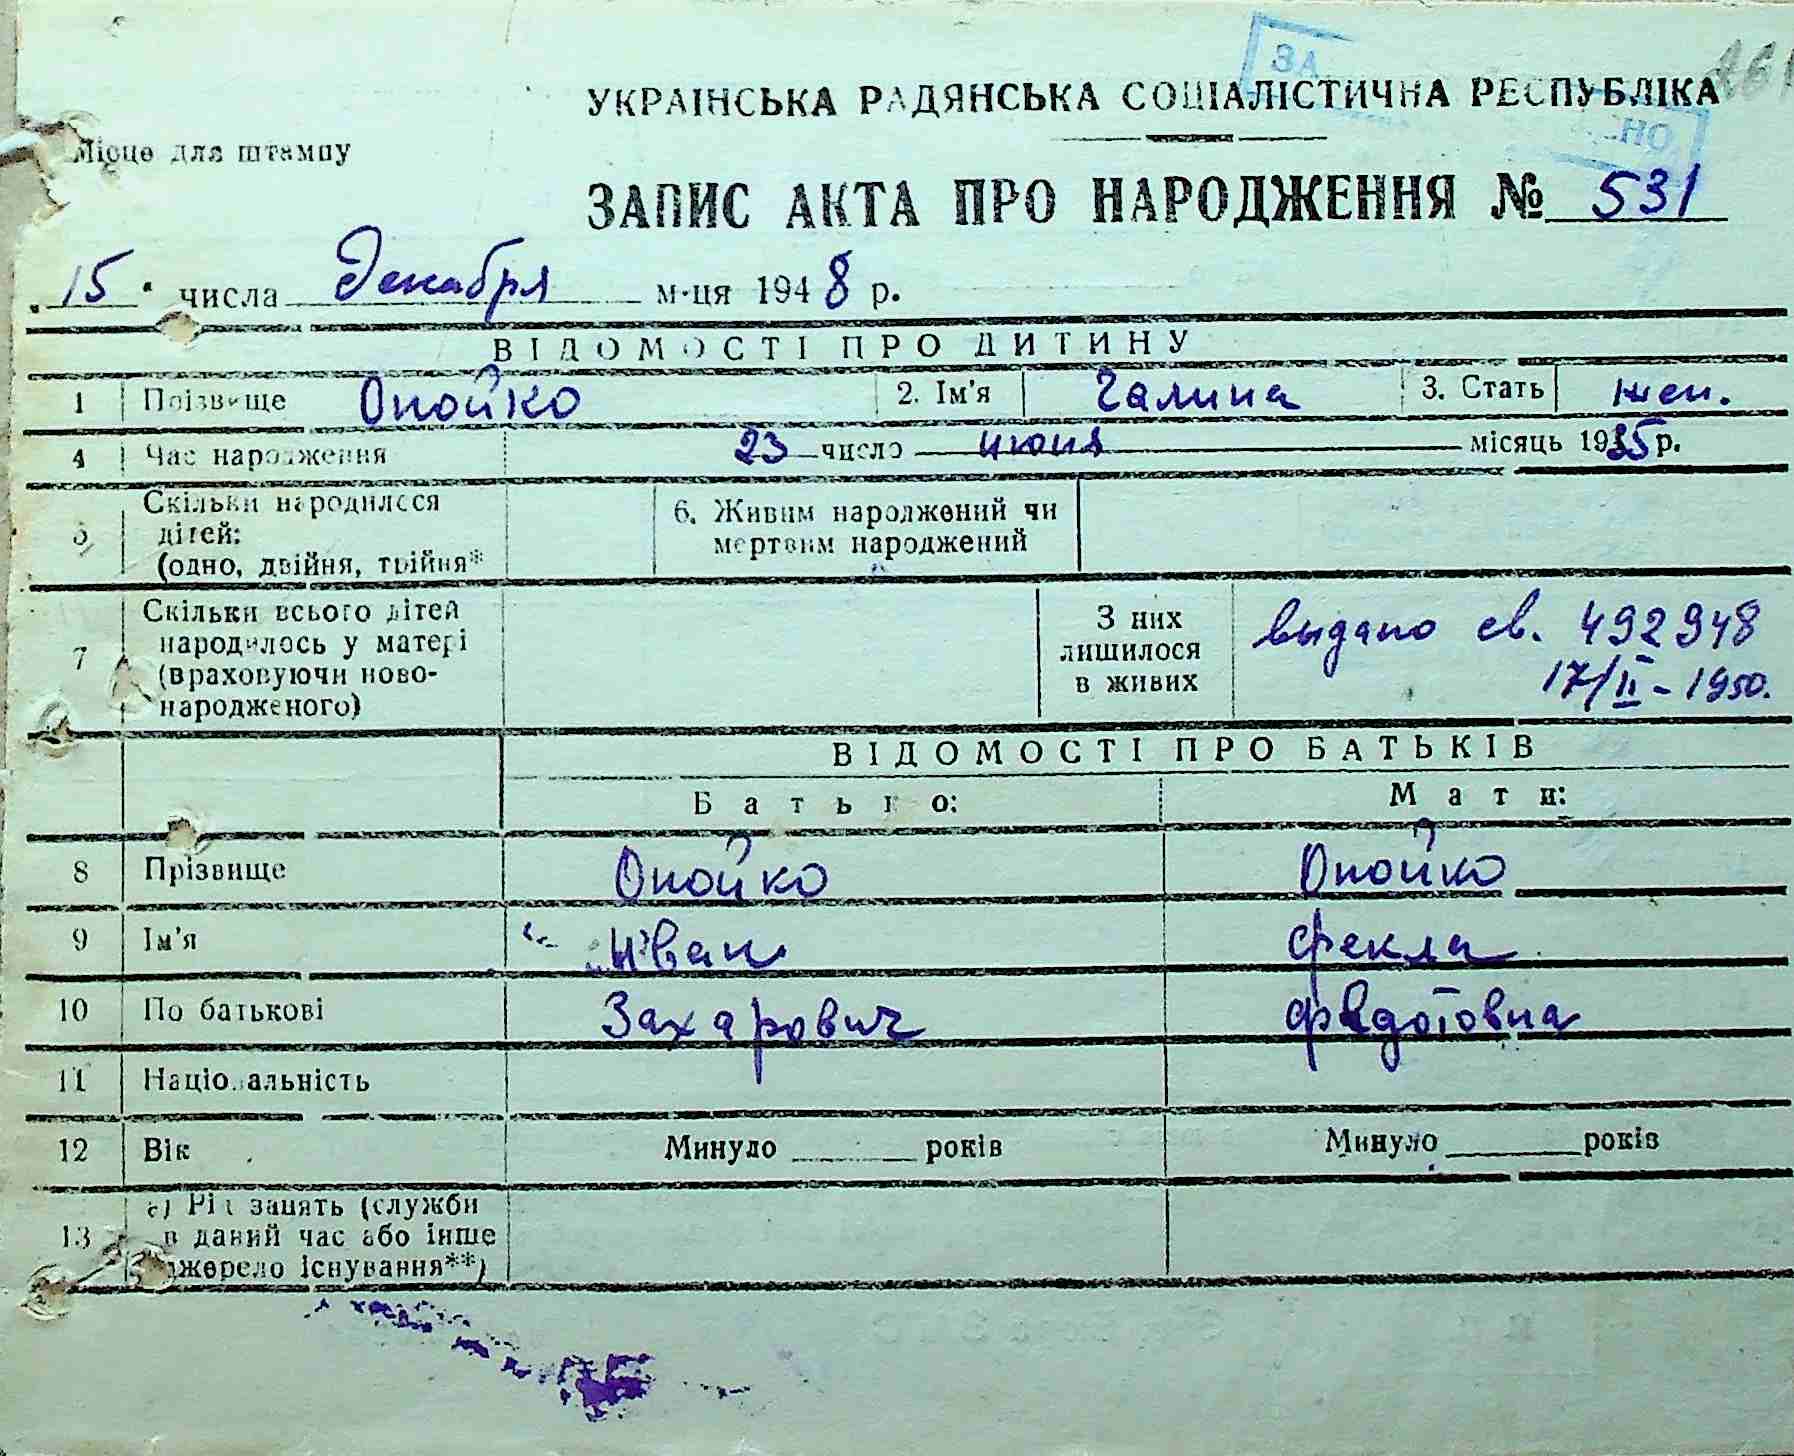 ЗА
УКРАЇНСЬКА РАДЯНСЬКА СОЦІАЛІСТИЧНА РЕСПУБЛІКА
Місце для штампу
ЗАПИС АКТА ПРО НАРОДЖЕННЯ № 531
"15" числа Декабря м-ця 1948 р.
ВІДОМОСТІ ПРО ДИТИНУ
1 Прізвище Опойко 2. Ім'я Галина 3. Стать жен.
4 Час народження 23 число июня місяць 1935 р.
5 Скільки народилося дітей: (одно, двійня, трійня*
6. Живим народжений чи мертвим народжений
7 Скільки всього дітей народилось у матері (враховуючи новонародженого)
З них лишилося в живих
выдано св. 492948
17/II - 1950.
ВІДОМОСТІ ПРО БАТЬКІВ
Батько: Мати:
8 Прізвище Опойко Опойко
9 Ім'я Иван Фекла
10 По батькові Захарович Федотовна
11 Національність
12 Вік Минуло ____ років Минуло ____ років
13 а) Рід занять (служби в даний час або інше джерело існування**)